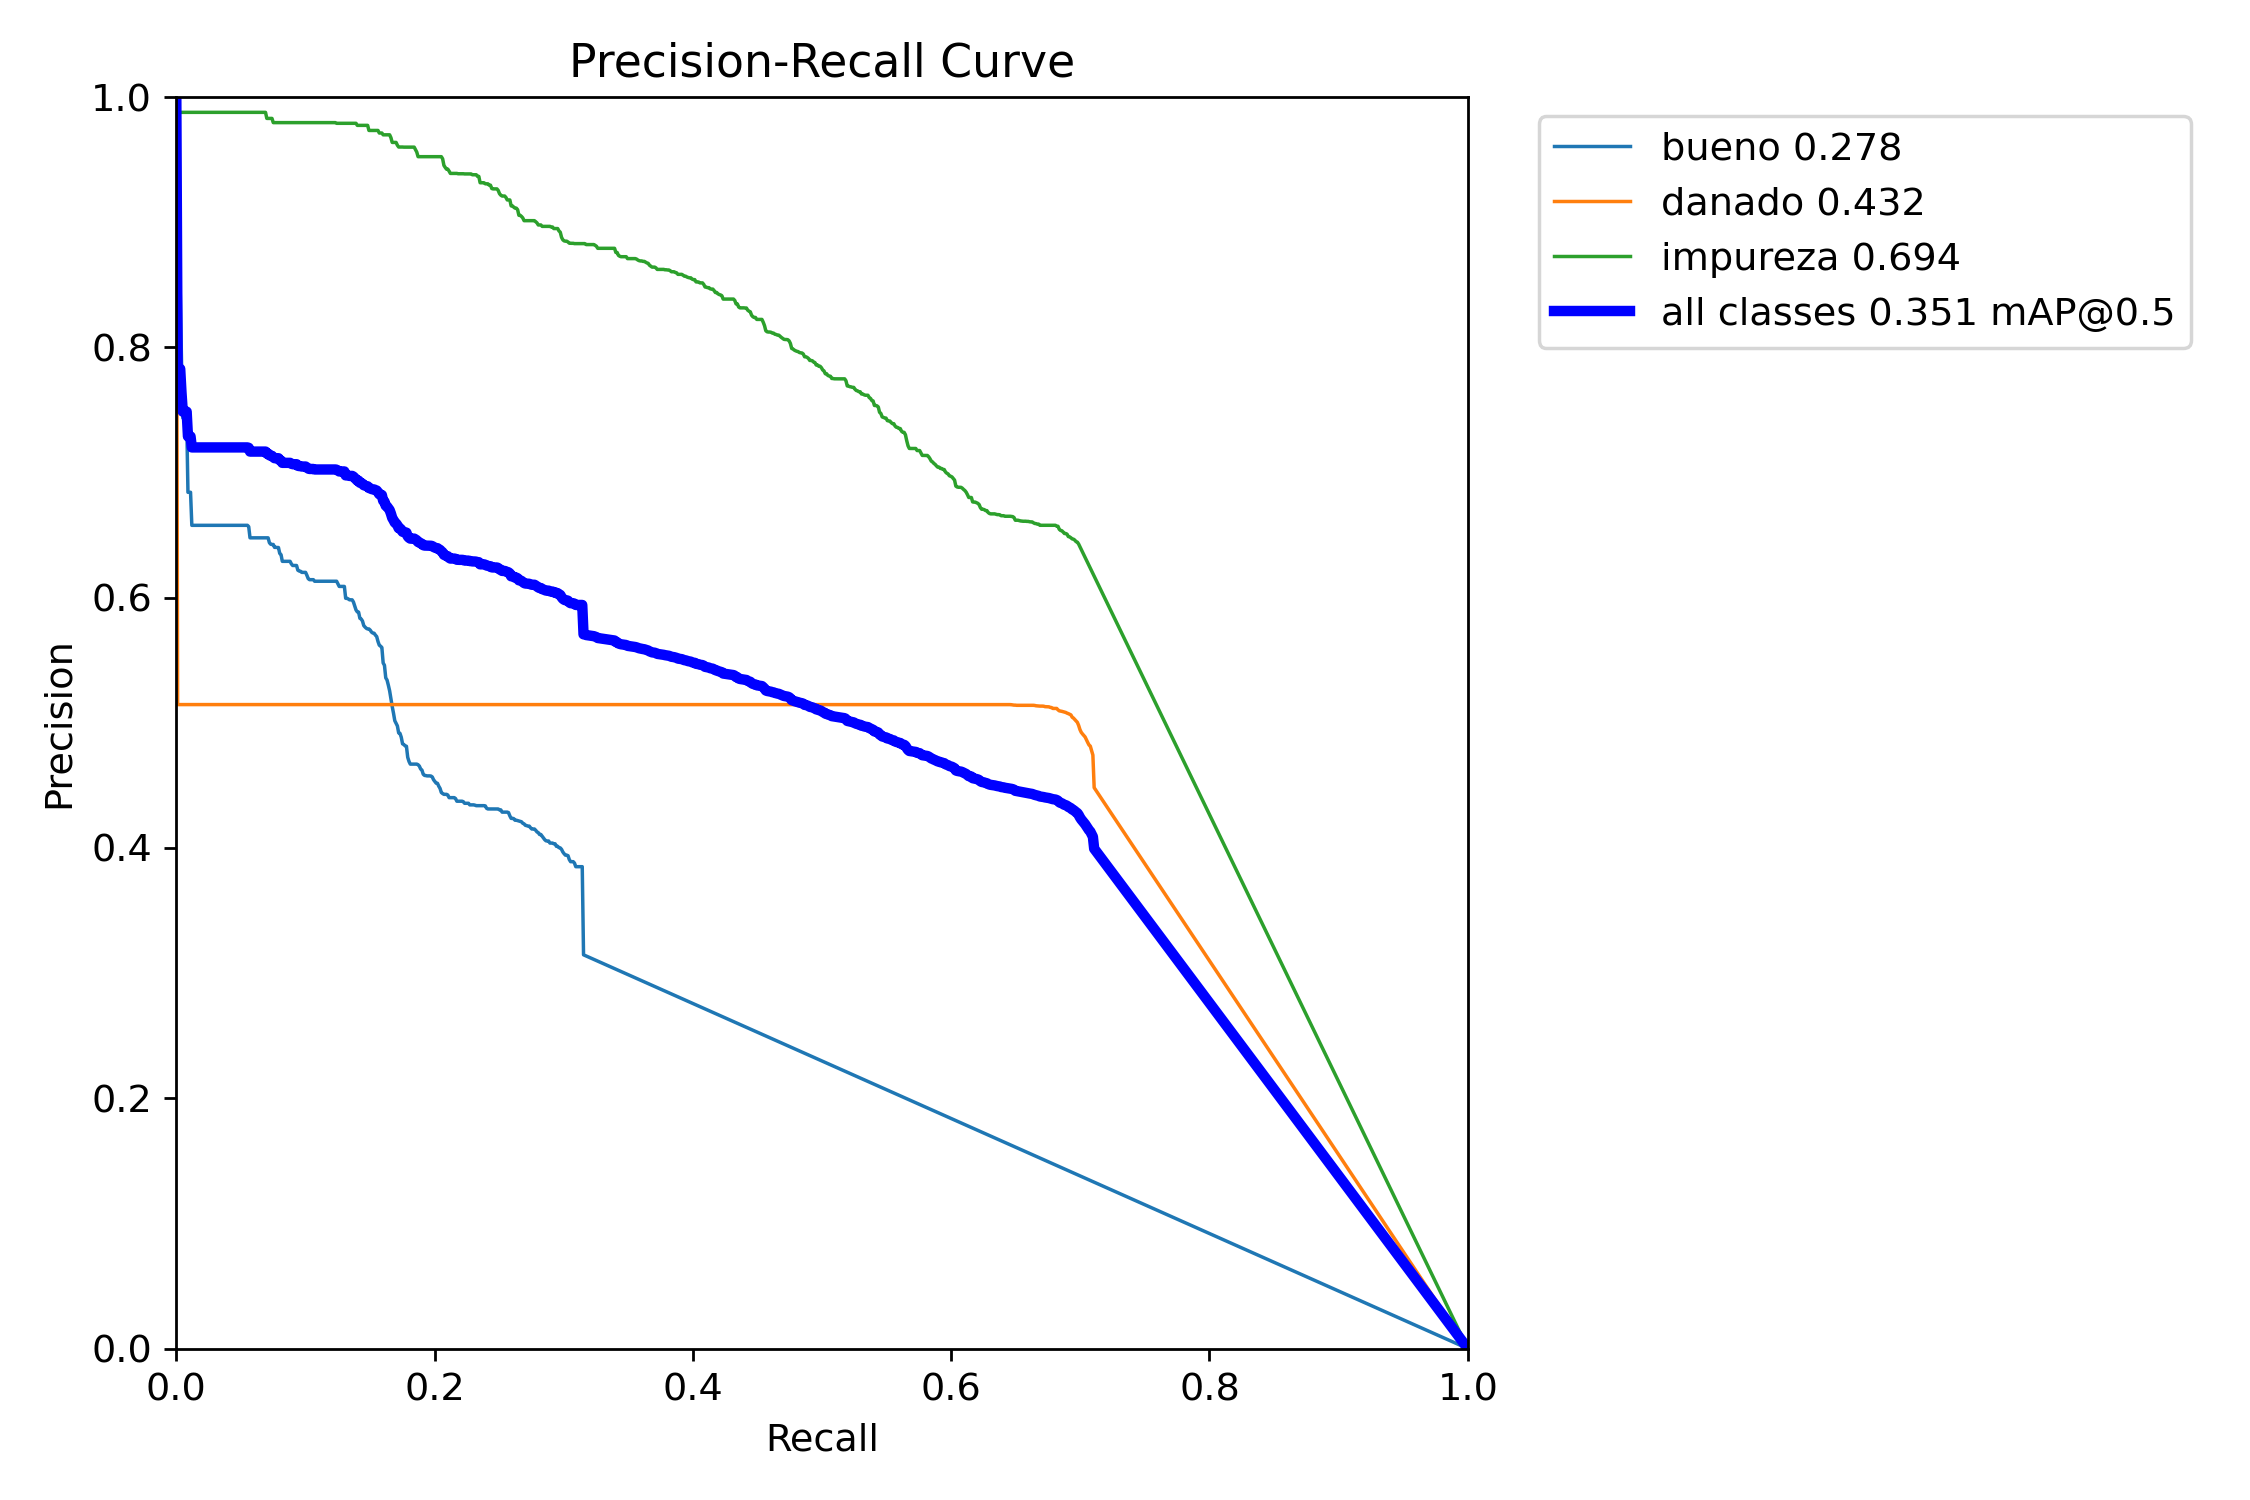 Precision-Recall Curve
1.0
0.8
0.6
0.4
0.2
0.0
Precision
0.0 0.2 0.4 0.6 0.8 1.0
Recall
bueno 0.278
danado 0.432
impureza 0.694
all classes 0.351 mAP@0.5